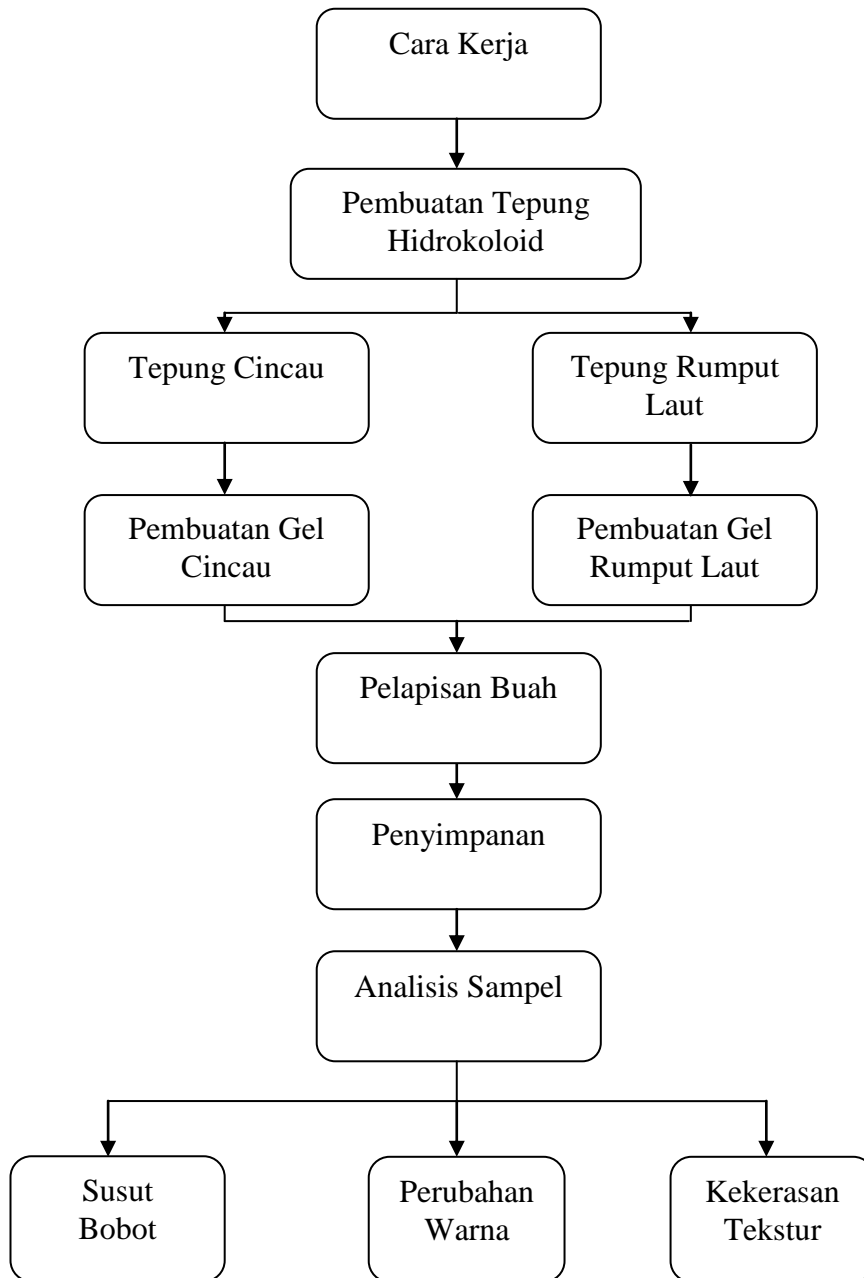 Cara Kerja
Pembuatan Tepung
Hidrokoloid
Tepung Cincau
Tepung Rumput
Laut
Pembuatan Gel
Cincau
Pembuatan Gel
Rumput Laut
Pelapisan Buah
Penyimpanan
Analisis Sampel
Susut
Bobot
Perubahan
Warna
Kekerasan
Tekstur